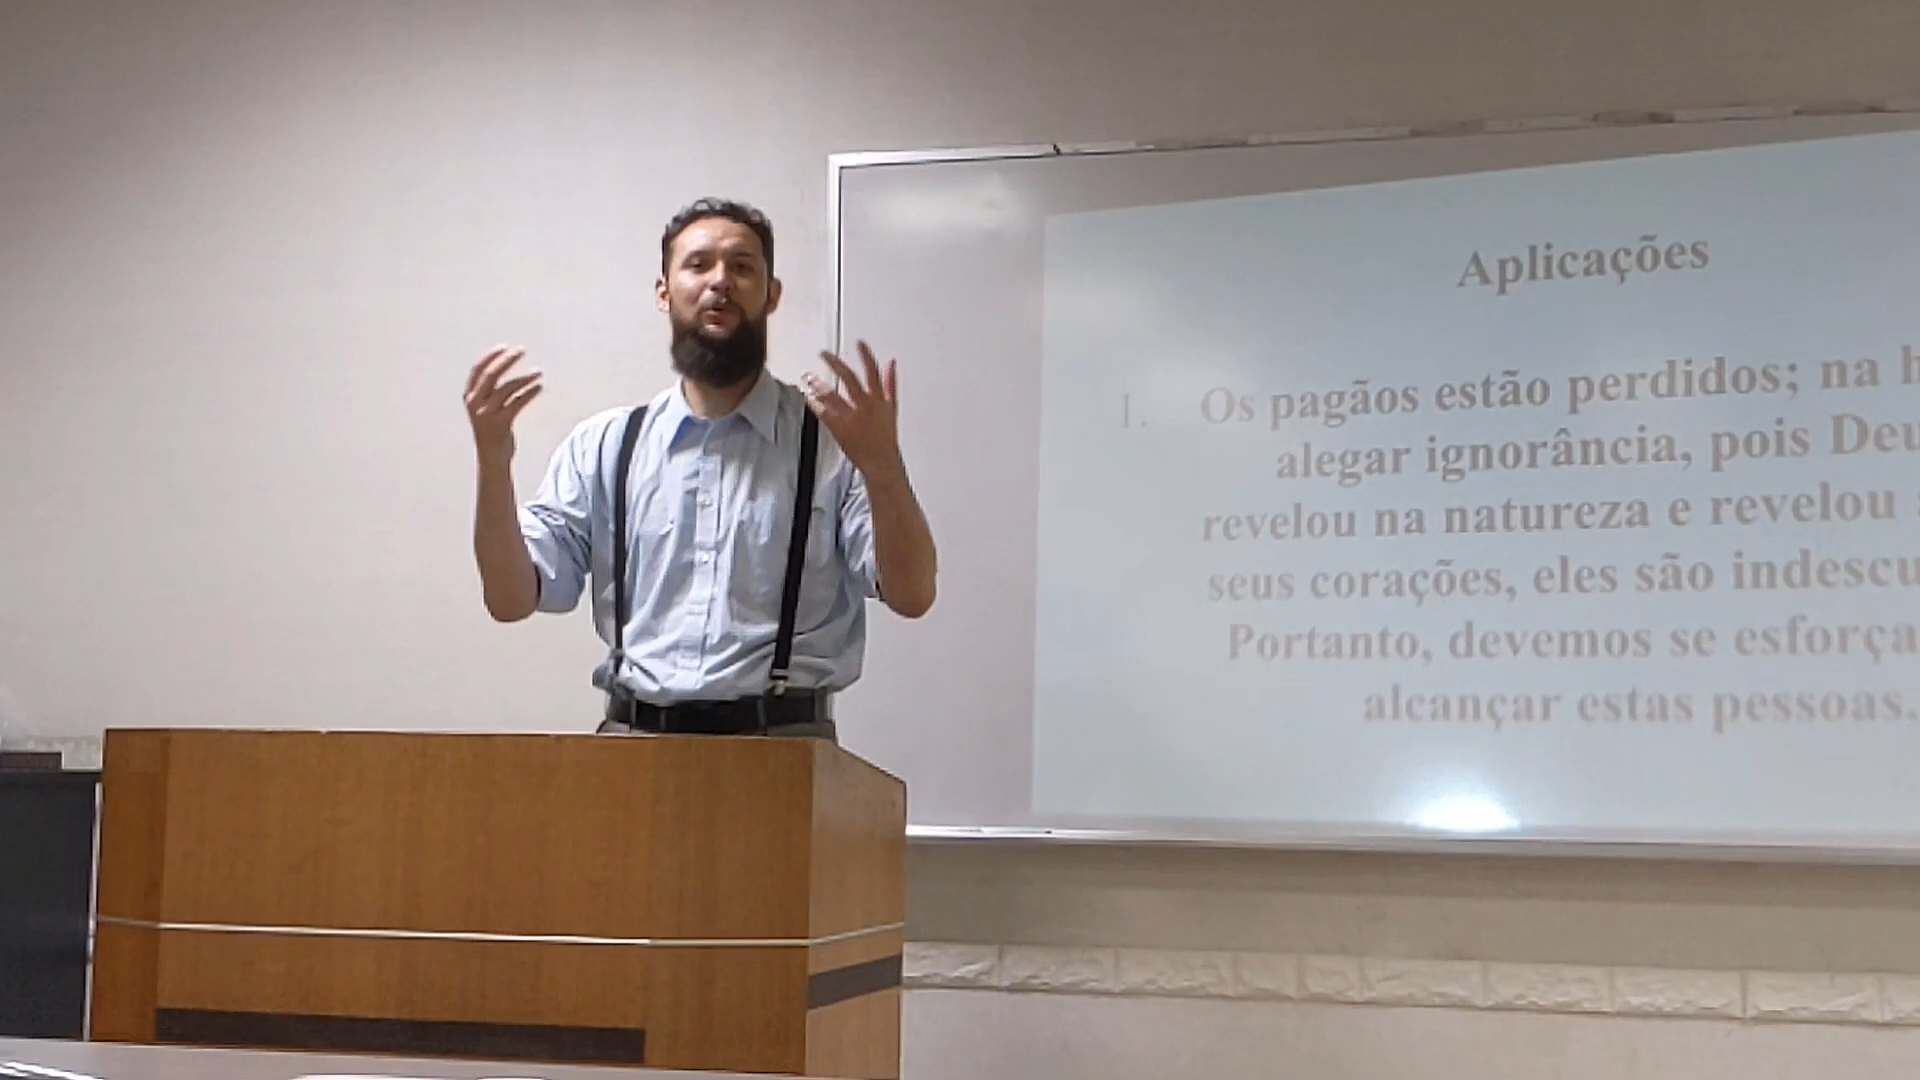 Aplicações
1. Os pagãos estão perdidos; na
alegar ignorância, pois
revelou na natureza e revelou
seus corações, eles são
Portanto, devemos se
alcançar estas pessoas.